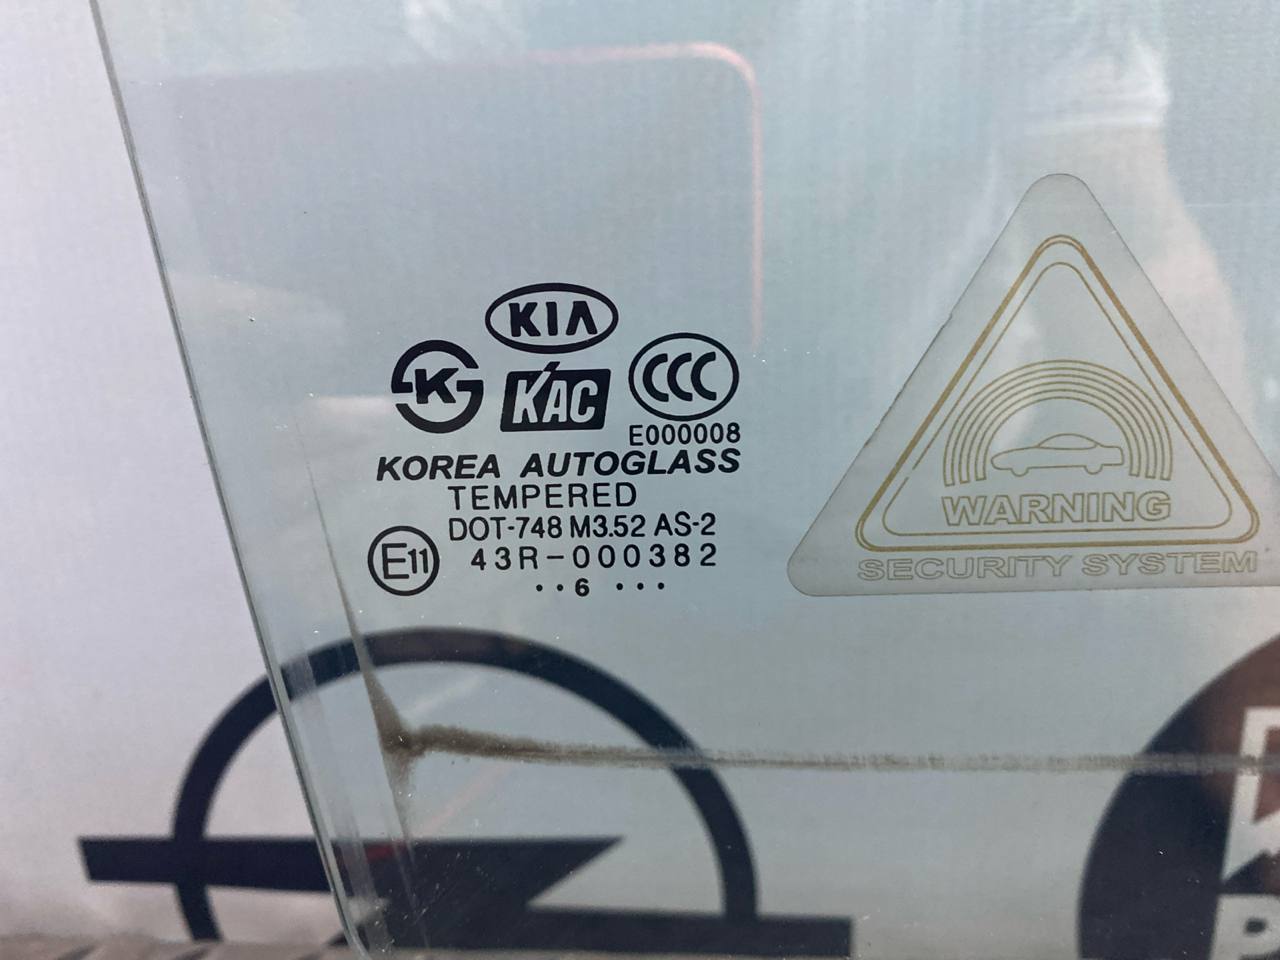 KIA
K
KAC
CCC
E000008
KOREA AUTOGLASS
TEMPERED
DOT-748 M3.52 AS-2
E11
43R-000382
..6 ...
WARNING
SECURITY SYSTEM